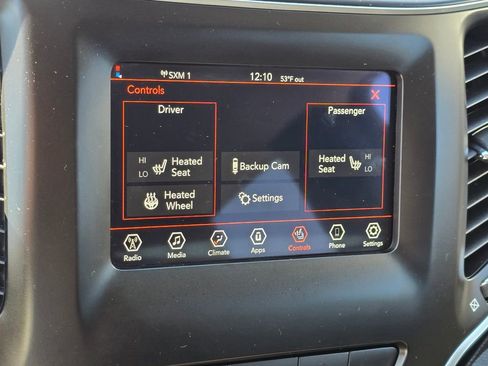 SXM 1 12:10 53°F out
Controls X
Driver
Passenger
HI
LO
Heated
Seat
Backup Cam
Heated
Seat
HI
LO
Heated
Wheel
Settings
Radio Media Climate Apps Controls Phone Settings